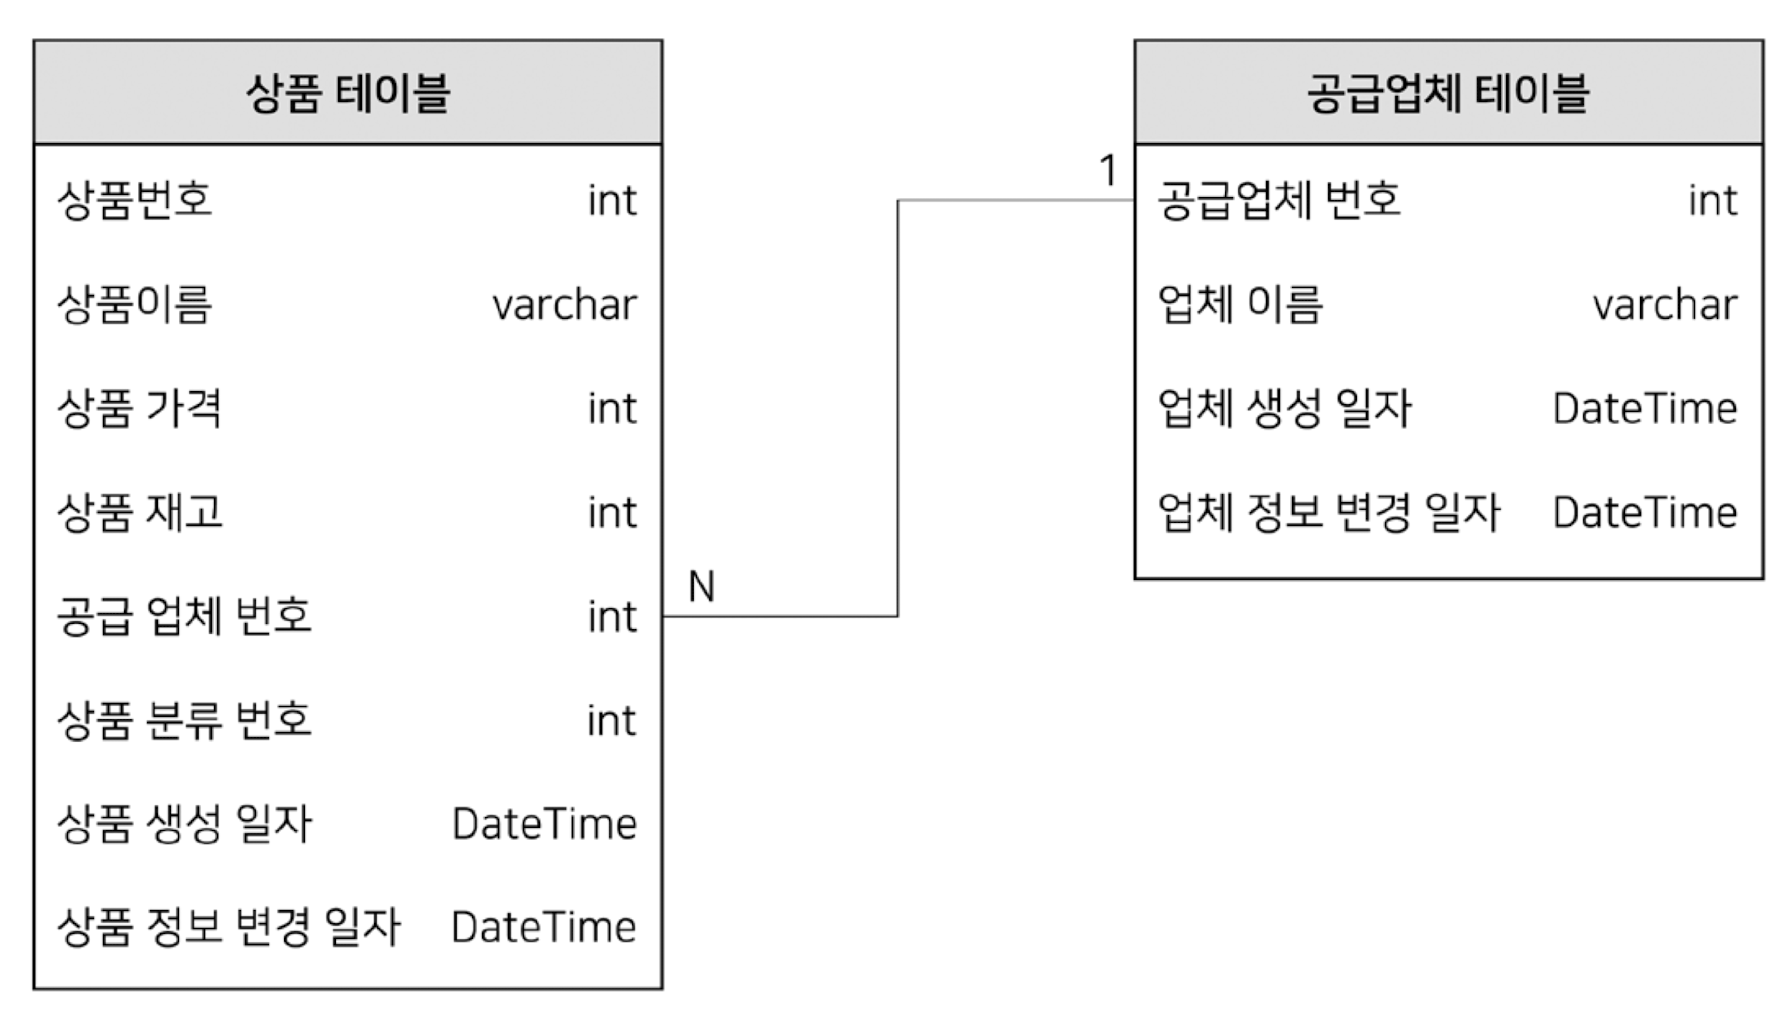 상품 테이블
상품번호 int
상품이름 varchar
상품 가격 int
상품 재고 int
공급 업체 번호 int
상품 분류 번호 int
상품 생성 일자 DateTime
상품 정보 변경 일자 DateTime
N
1
공급업체 테이블
공급업체 번호 int
업체 이름 varchar
업체 생성 일자 DateTime
업체 정보 변경 일자 DateTime